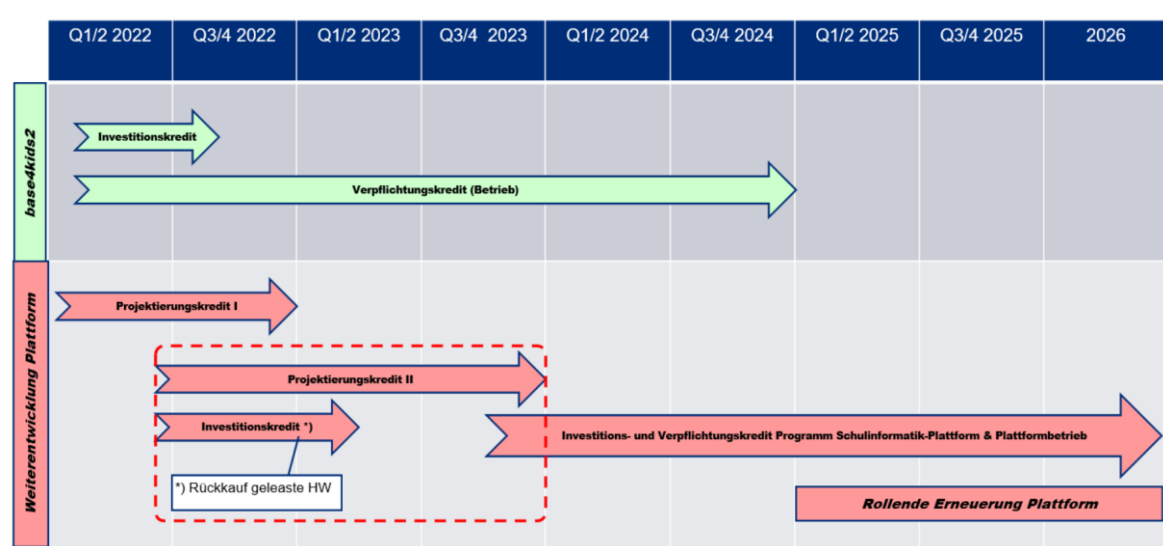 Q1/2 2022
Q3/4 2022
Q1/2 2023
Q3/4 2023
Q1/2 2024
Q3/4 2024
Q1/2 2025
Q3/4 2025
2026
base4kids2
Investitionskredit
Verpflichtungskredit (Betrieb)
Weiterentwicklung Plattform
Projektierungskredit I
Projektierungskredit II
Investitionskredit *)
Investitions- und Verpflichtungskredit Programm Schulinformatik-Plattform & Plattformbetrieb
*) Rückkauf geleaste HW
Rollende Erneuerung Plattform